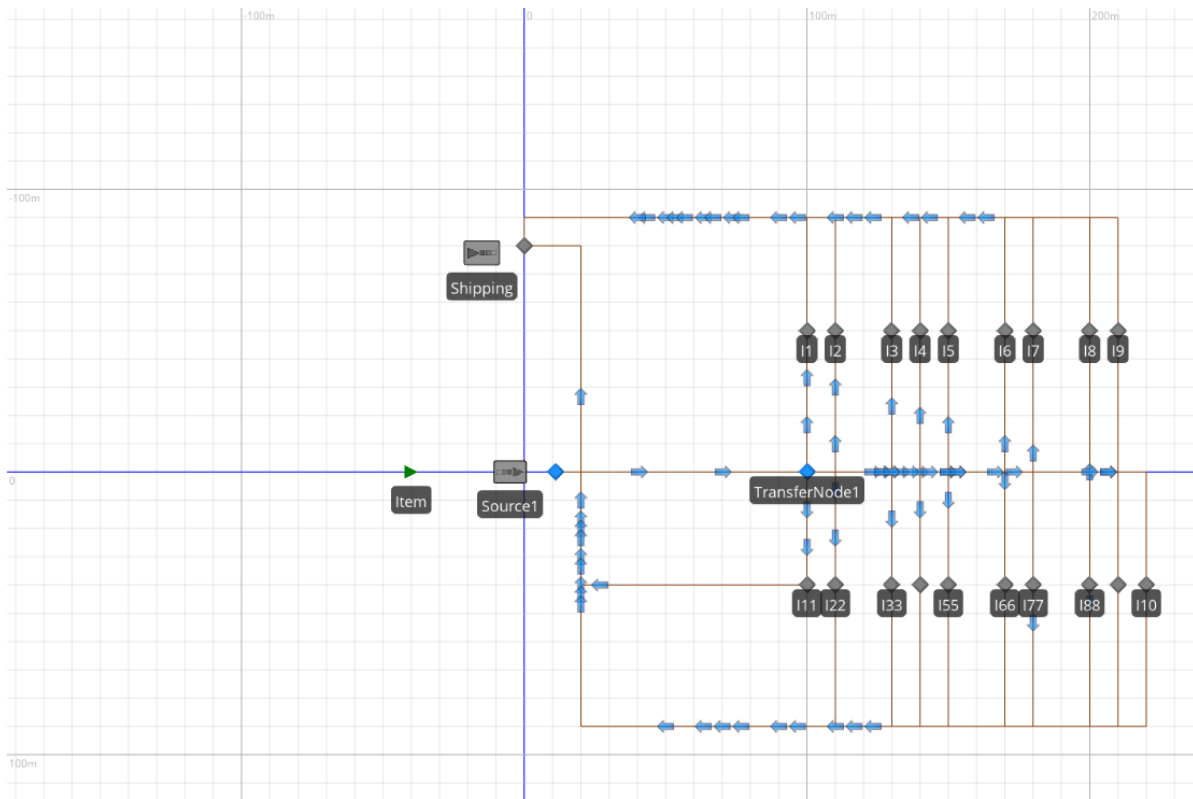 -100m
0
100m
200m
-100m
Shipping
I1
I2
I3
I4
I5
I6
I7
I8
I9
0
Item
Source1
TransferNode1
I11
I22
I33
I55
I66
I77
I88
I10
100m